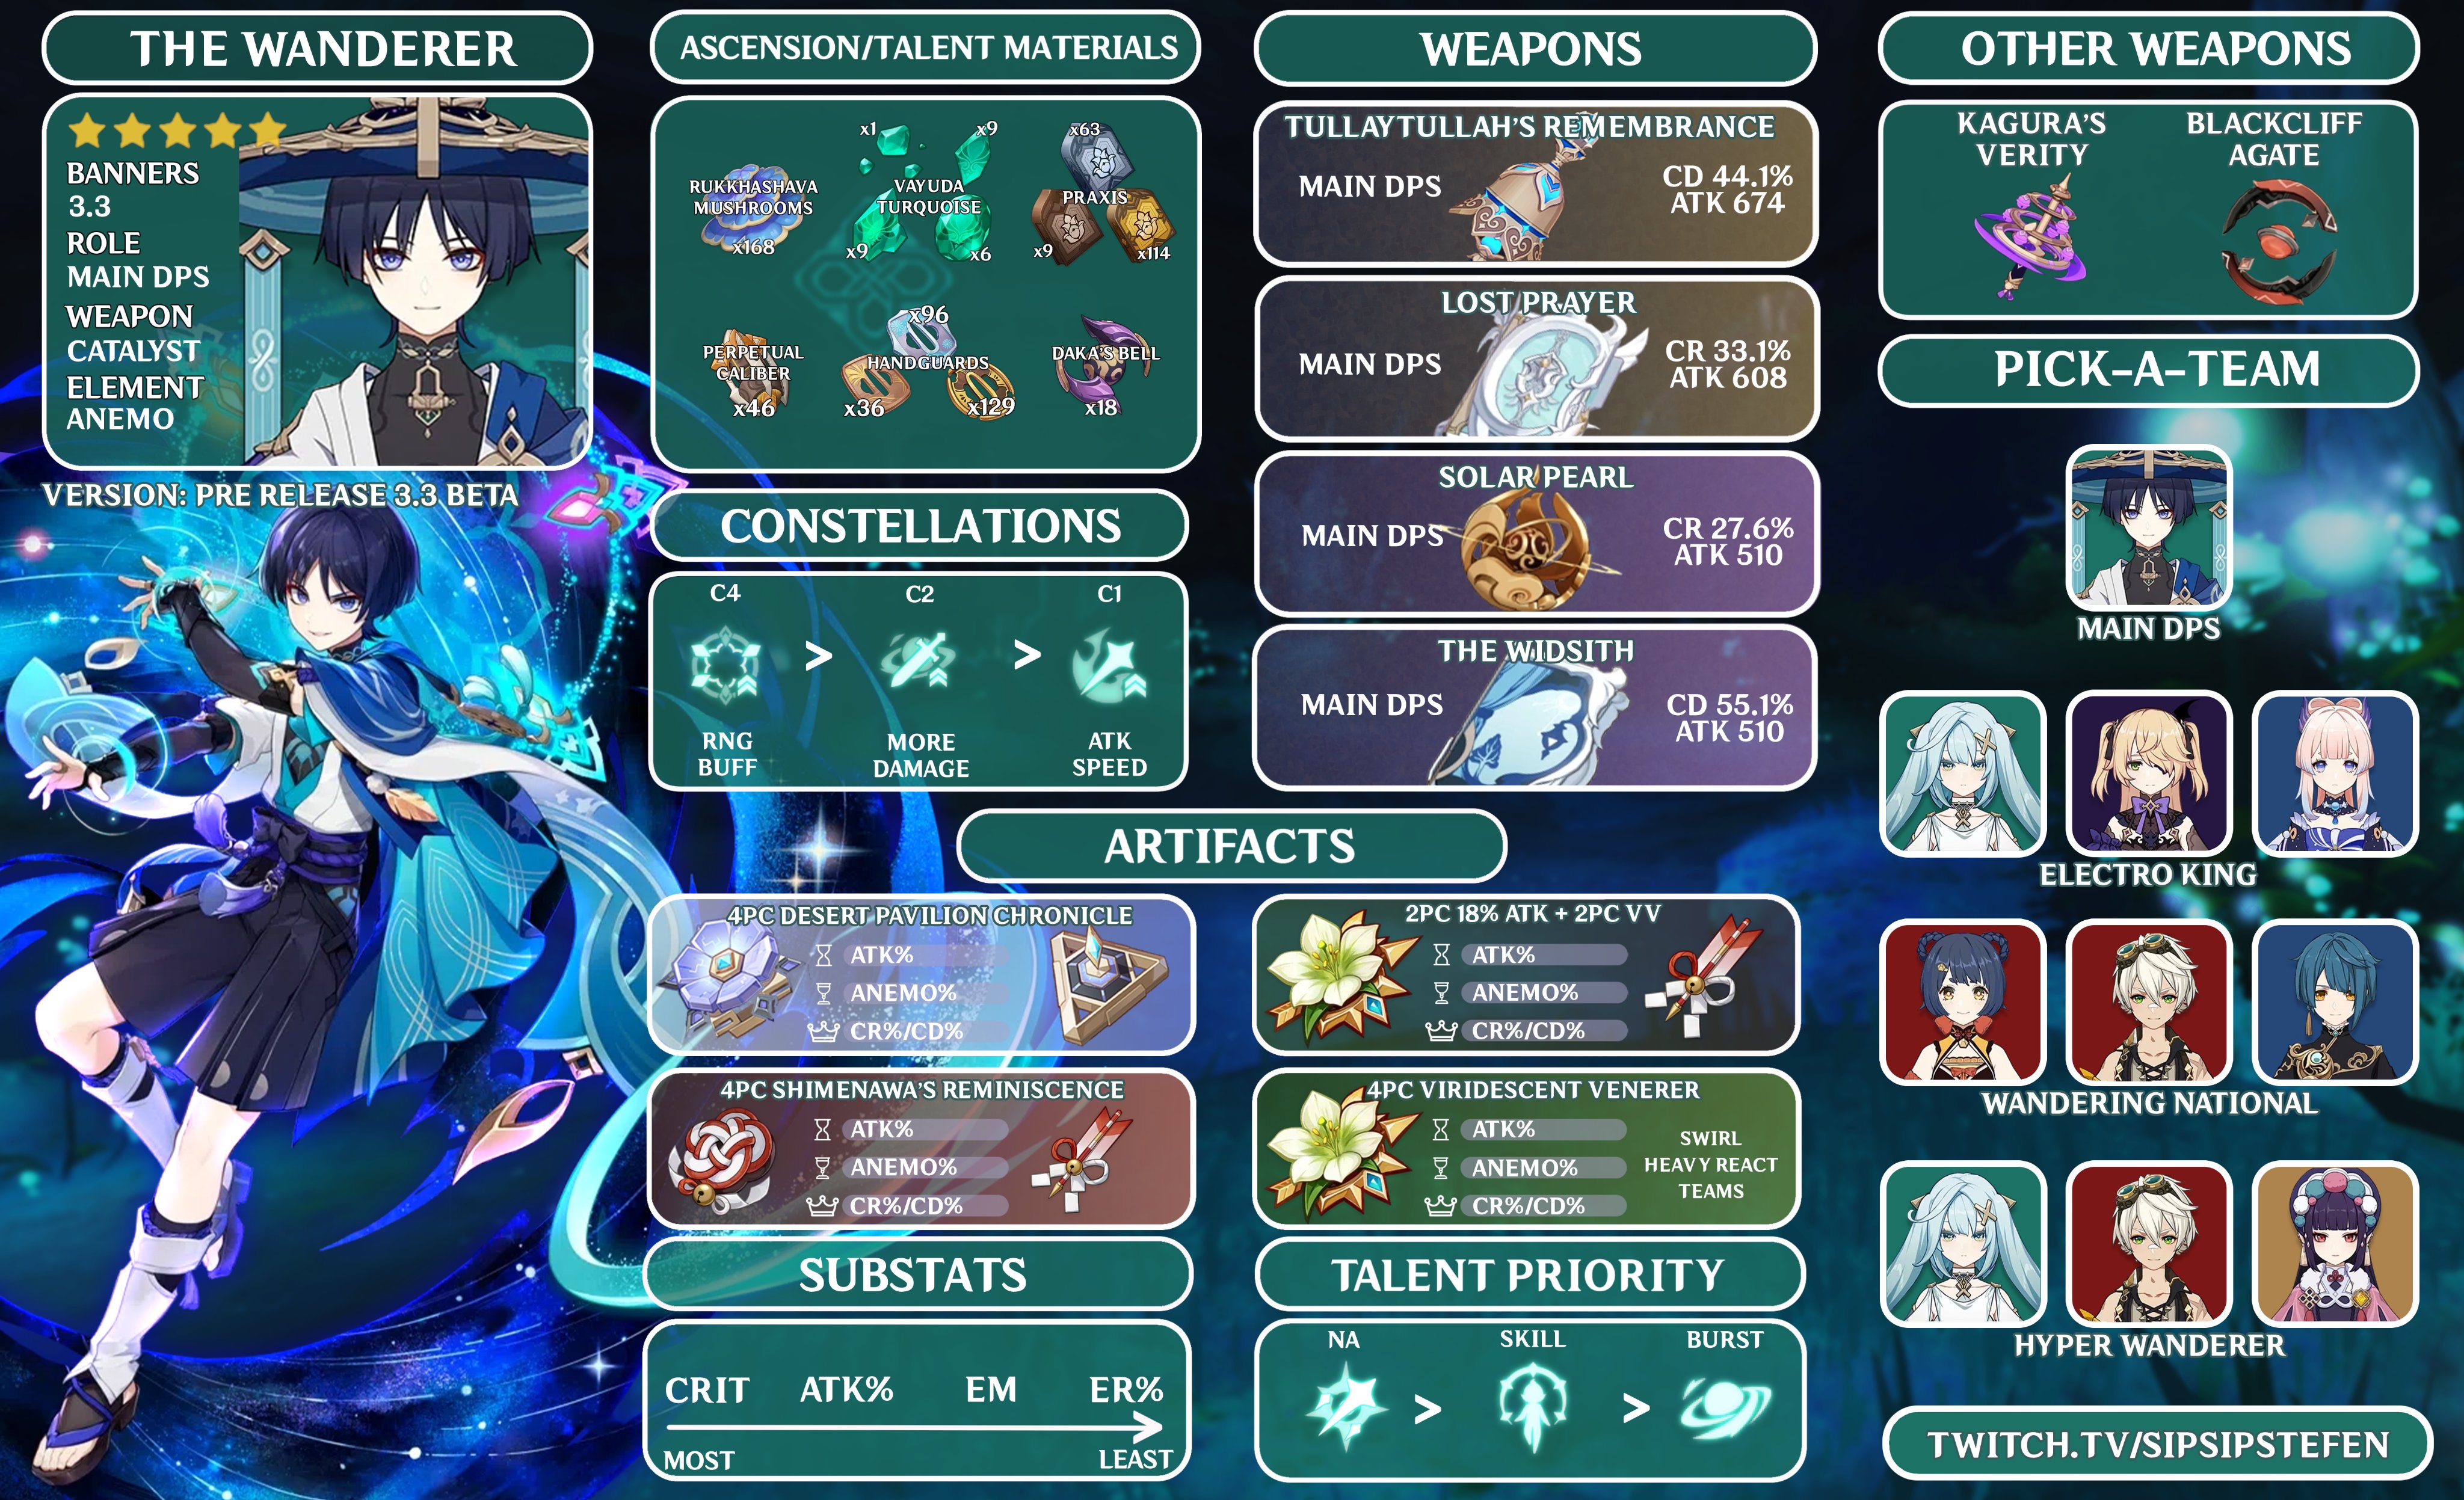 THE WANDERER
BANNERS
3.3
ROLE
MAIN DPS
WEAPON
CATALYST
ELEMENT
ANEMO
VERSION: PRE RELEASE 3.3 BETA
ASCENSION/TALENT MATERIALS
RUKKHASHAVA
MUSHROOMS
x168
x1
x9
VAYUDA
TURQUOISE
x9
x6
x63
PRAXIS
x9
x114
PERPETUAL
CALIBER
x46
x96
HANDGUARDS
x36
x129
DAKA'S BELL
x18
CONSTELLATIONS
C4
>
C2
>
C1
RNG
BUFF
MORE
DAMAGE
ATK
SPEED
WEAPONS
TULLAYTULLAH'S REMEMBRANCE
MAIN DPS
CD 44.1%
ATK 674
LOST PRAYER
MAIN DPS
CR 33.1%
ATK 608
SOLAR PEARL
MAIN DPS
CR 27.6%
ATK 510
THE WIDSITH
MAIN DPS
CD 55.1%
ATK 510
ARTIFACTS
4PC DESERT PAVILION CHRONICLE
ATK%
ANEMO%
CR%/CD%
2PC 18% ATK + 2PC VV
ATK%
ANEMO%
CR%/CD%
4PC SHIMENAWA'S REMINISCENCE
ATK%
ANEMO%
CR%/CD%
4PC VIRIDESCENT VENERER
ATK%
ANEMO%
CR%/CD%
SWIRL
HEAVY REACT
TEAMS
SUBSTATS
CRIT ATK% EM ER%
MOST LEAST
TALENT PRIORITY
NA
>
SKILL
>
BURST
OTHER WEAPONS
KAGURA'S
VERITY
BLACKCLIFF
AGATE
PICK-A-TEAM
MAIN DPS
ELECTRO KING
WANDERING NATIONAL
HYPER WANDERER
TWITCH.TV/SIPSIPSTEFEN